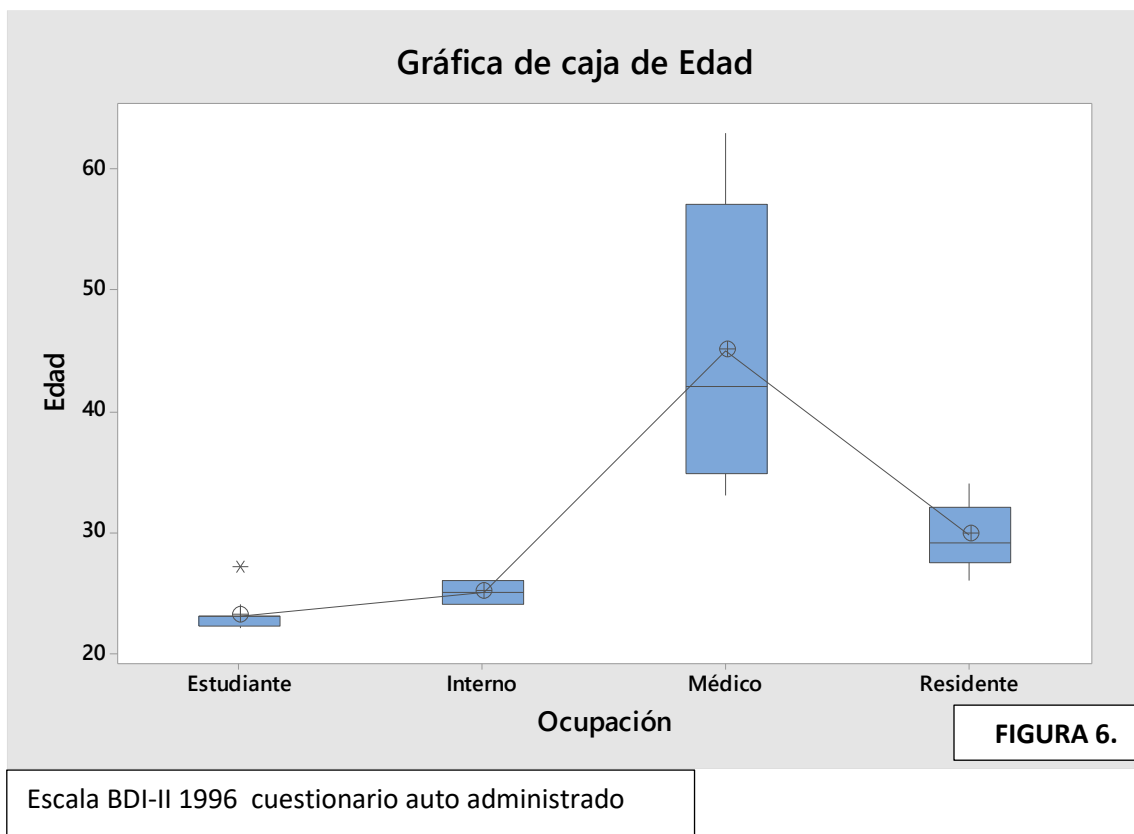 Gráfica de caja de Edad
60
50
40
30
20
Edad
Estudiante
Interno
Médico
Residente
Ocupación
FIGURA 6.
Escala BDI-II 1996 cuestionario auto administrado